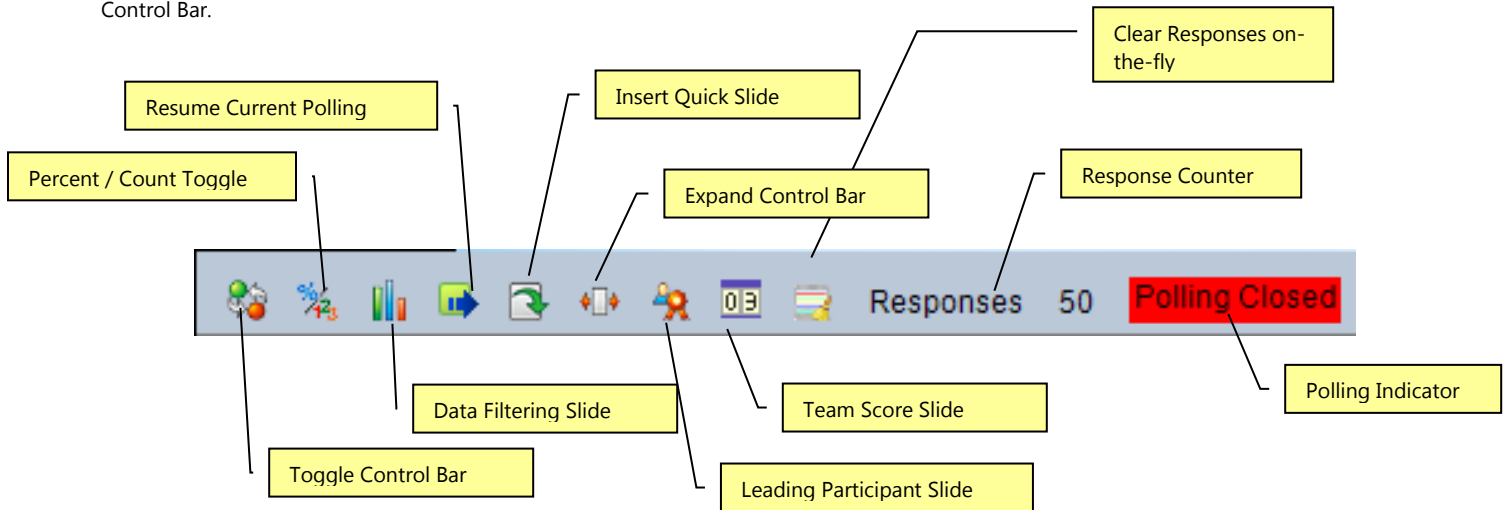 Control Bar.
Clear Responses on-
the-fly
Resume Current Polling
Insert Quick Slide
Percent / Count Toggle
Expand Control Bar
Response Counter
%/123
03
Responses 50 Polling Closed
Data Filtering Slide
Team Score Slide
Polling Indicator
Toggle Control Bar
Leading Participant Slide